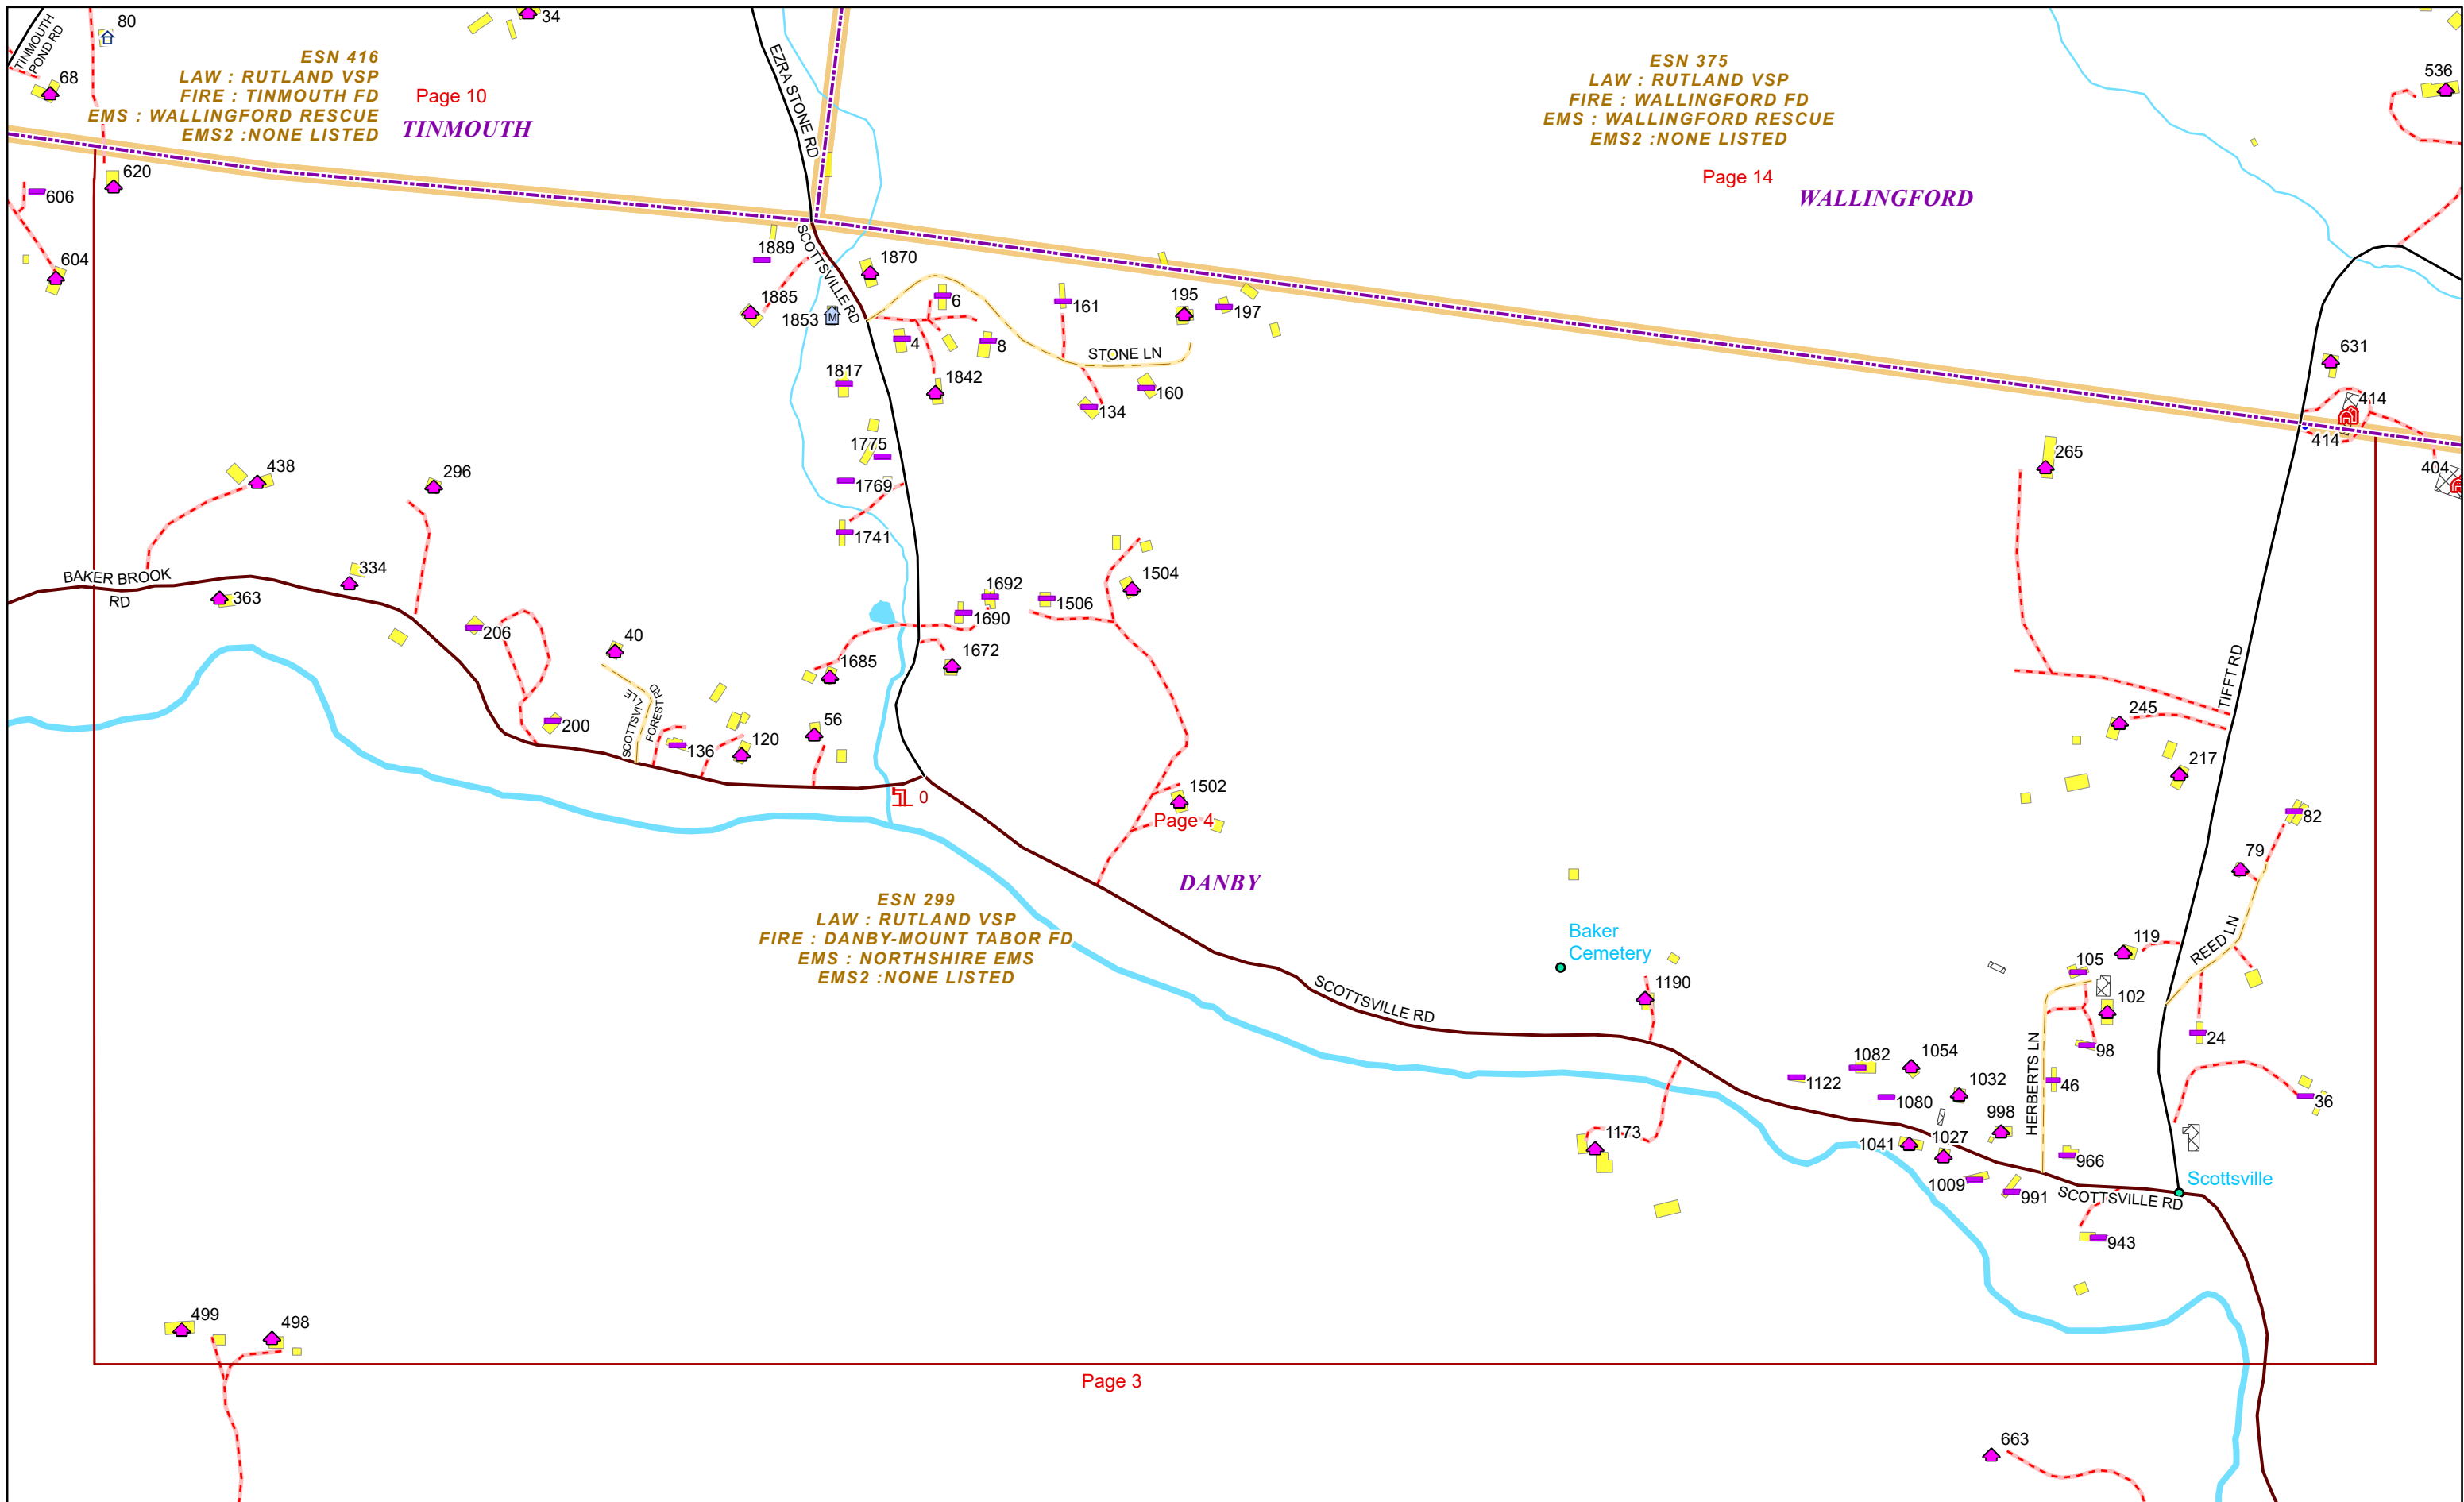 80
34
TINMOUTH
POND RD
68
ESN 416
LAW : RUTLAND VSP
FIRE : TINMOUTH FD
EMS : WALLINGFORD RESCUE
EMS2 :NONE LISTED
Page 10
TINMOUTH
EZRA STONE RD
ESN 375
LAW : RUTLAND VSP
FIRE : WALLINGFORD FD
EMS : WALLINGFORD RESCUE
EMS2 :NONE LISTED
Page 14
WALLINGFORD
536
620
606
604
1889
SCOTTSVILLE RD
1870
1885
1853
M
6
161
195
197
4
8
STONE LN
1817
1842
160
134
631
414
414
404
1775
265
438
296
1769
1741
BAKER BROOK
RD
334
363
1692
1690
1506
1504
206
40
1685
1672
TIFFT RD
SCOTTSVILLE
FOREST RD
200
136
120
56
245
217
0
1502
Page 4
82
79
DANBY
ESN 299
LAW : RUTLAND VSP
FIRE : DANBY-MOUNT TABOR FD
EMS : NORTHSHIRE EMS
EMS2 :NONE LISTED
Baker
Cemetery
119
REED LN
105
1190
SCOTTSVILLE RD
102
24
98
HERBERTS LN
1082
1054
1122
1032
46
1080
36
998
1173
1041
1027
966
1009
991
SCOTTSVILLE RD
Scottsville
943
499
498
Page 3
663